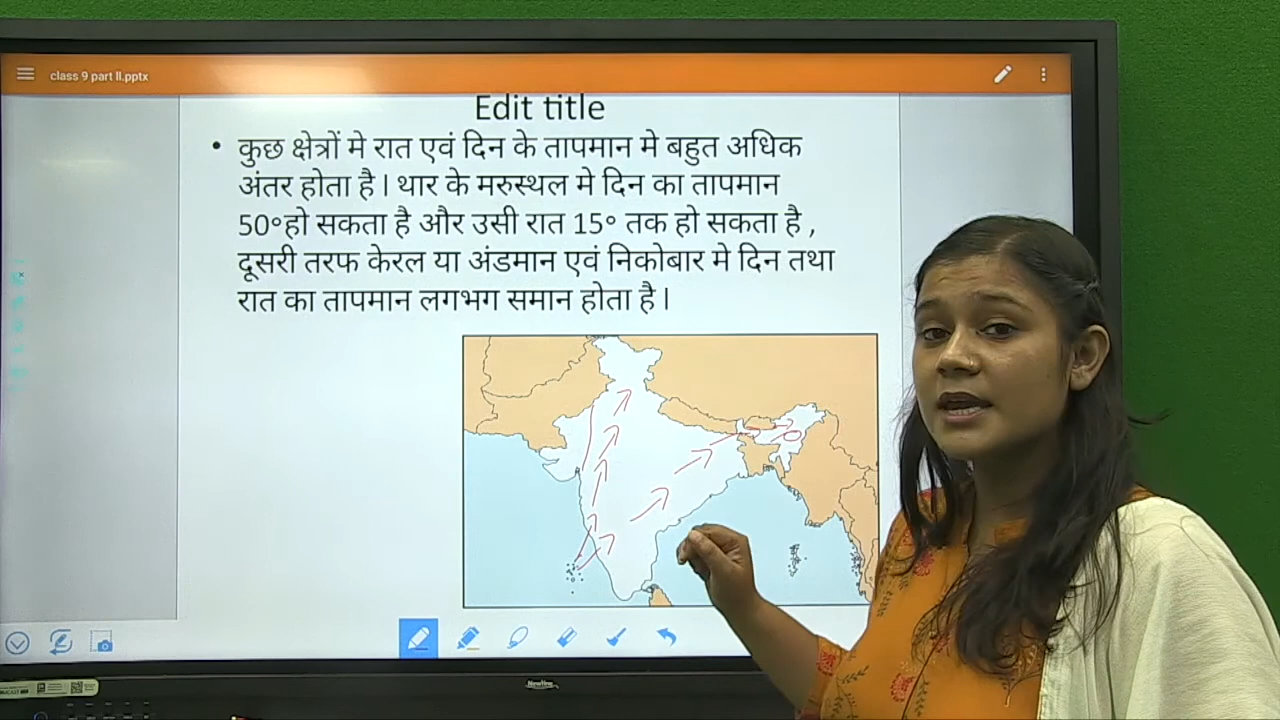 class 9 part II.pptx
Edit title
• कुछ क्षेत्रों मे रात एवं दिन के तापमान मे बहुत अधिक
अंतर होता है । थार के मरुस्थल मे दिन का तापमान
50°हो सकता है और उसी रात 15° तक हो सकता है ,
दूसरी तरफ केरल या अंडमान एवं निकोबार मे दिन तथा
रात का तापमान लगभग समान होता है ।
Newline